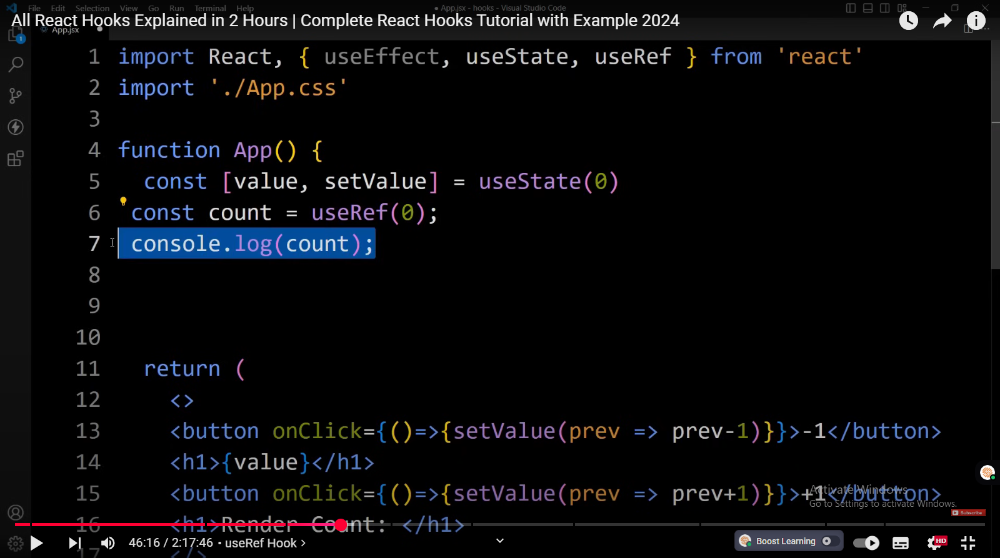 File Edit Selection View Go Run Terminal Help
• App.jsx - hooks - Visual Studio Code
All React Hooks Explained in 2 Hours | Complete React Hooks Tutorial with Example 2024
App.jsx
1
1 import React, { useEffect, useState, useRef } from 'react'
2 import './App.css'
3
4 function App() {
5 const [value, setValue] = useState(0)
6 const count = useRef(0);
7 console.log(count);
8
9
10
11 return (
12 <>
13 <button onClick={()=>{setValue(prev => prev-1)}}>-1</button>
14 <h1>{value}</h1>
15 <button onClick={()=>{setValue(prev => prev+1)}}>+1</button>
Activate Windows
Go to Settings to activate Windows.
Subscribe
16 <h1>Render Count: </h1>
46:16 / 2:17:46 • useRef Hook >
Boost Learning
HD
17 </>